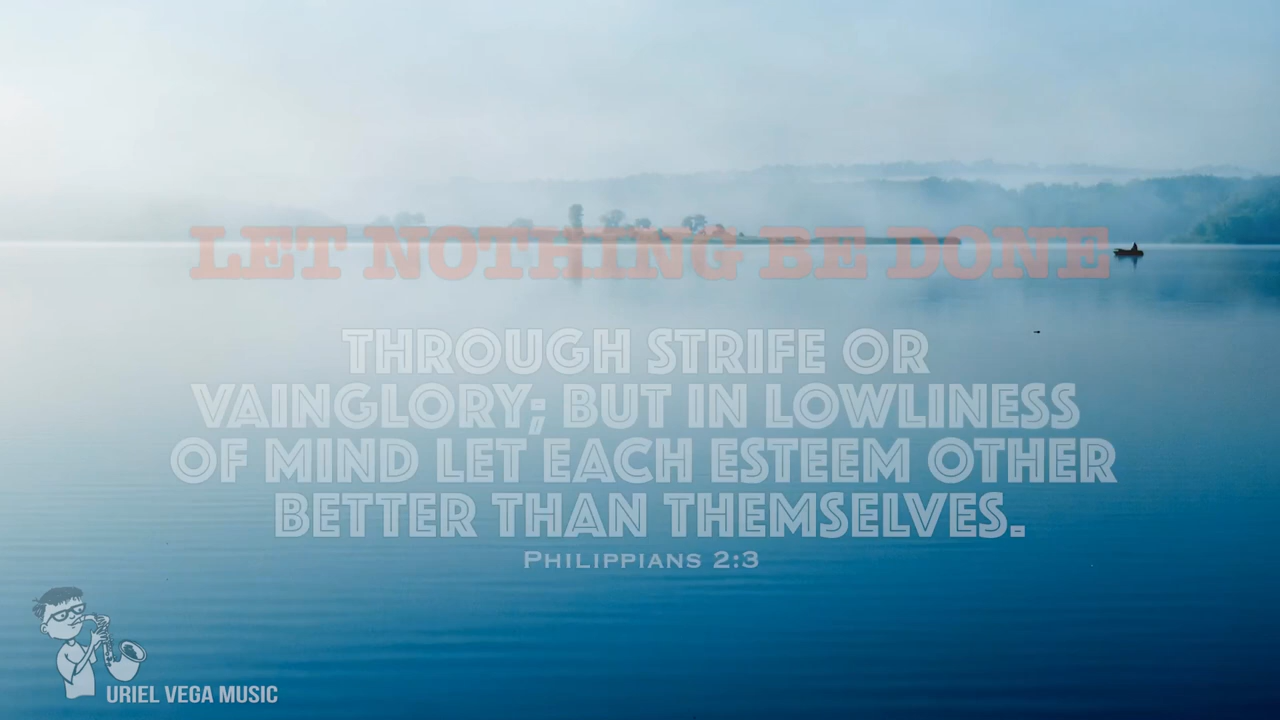 LET NOTHING BE DONE
THROUGH STRIFE OR
VAINGLORY; BUT IN LOWLINESS
OF MIND LET EACH ESTEEM OTHER
BETTER THAN THEMSELVES.
PHILIPPIANS 2:3
URIEL VEGA MUSIC